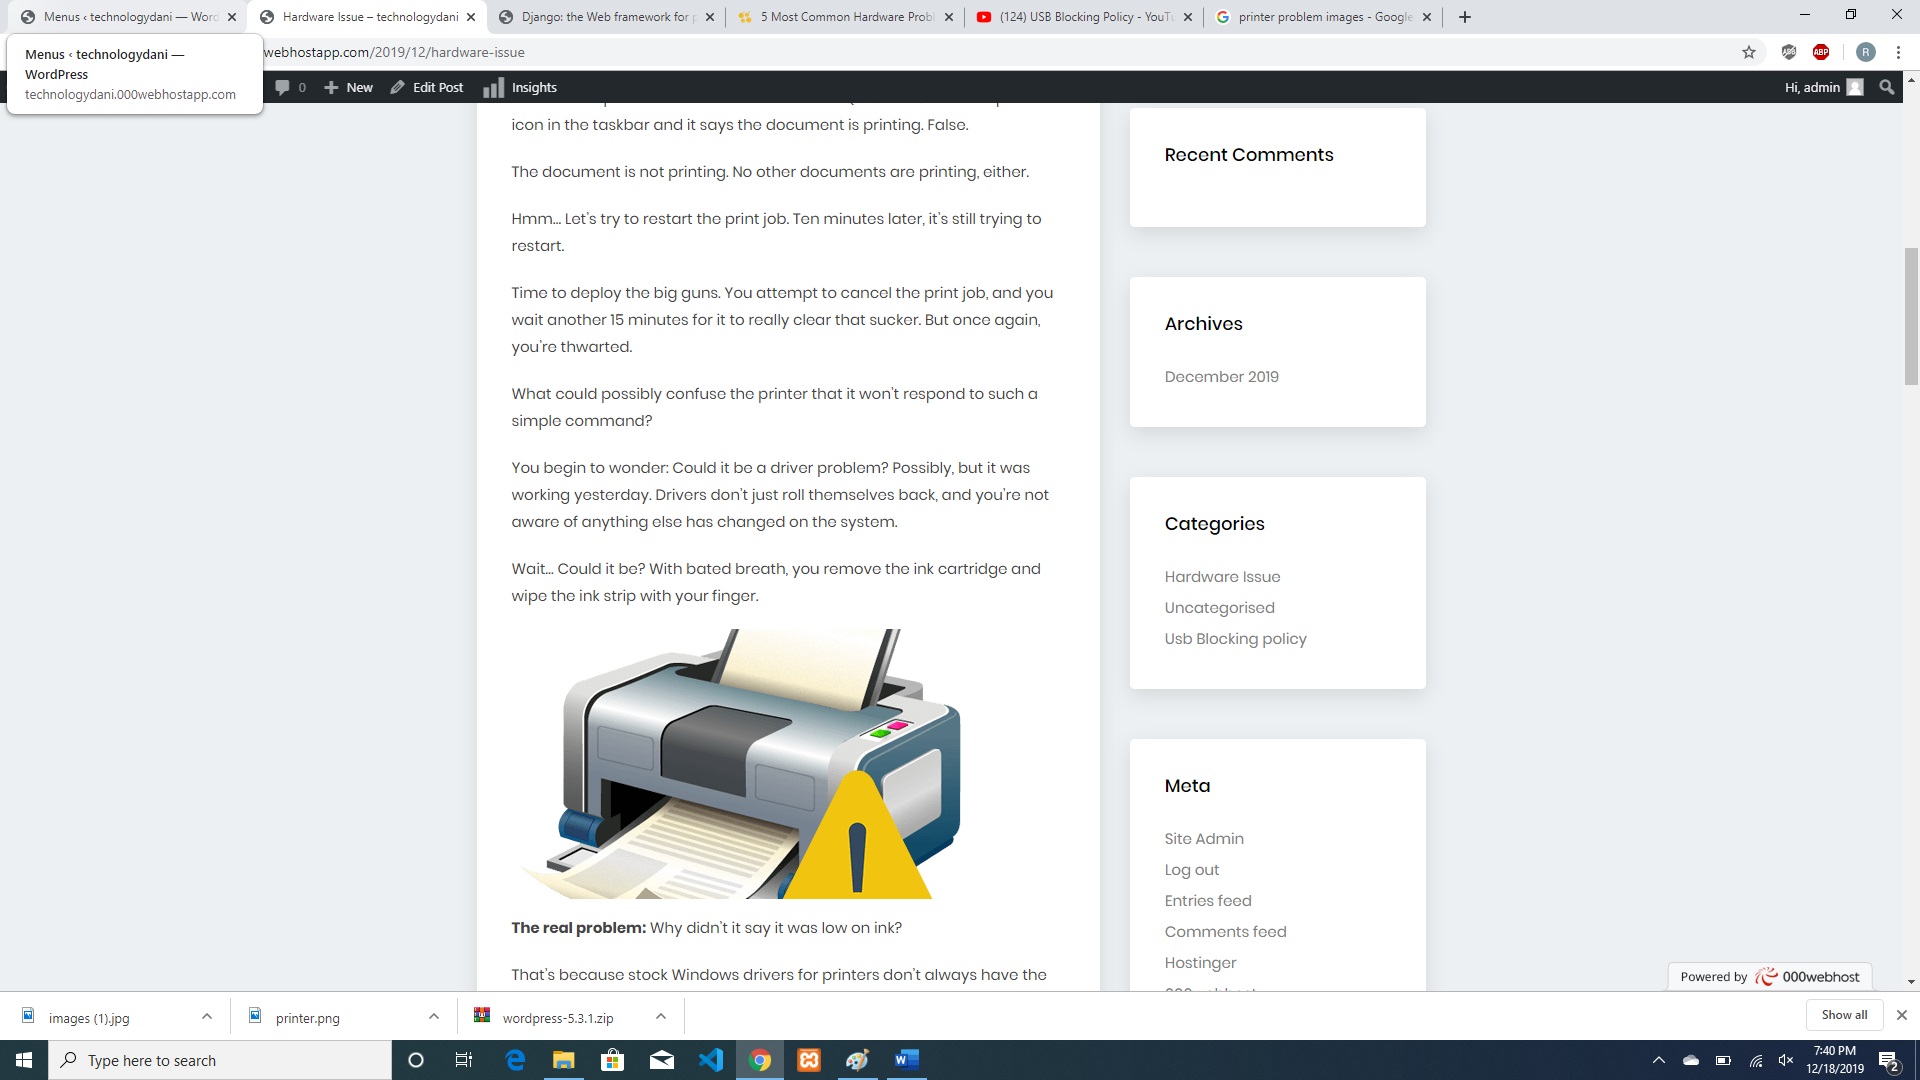 Menus ‹ technologydani — Word
Hardware Issue – technologydani
Django: the Web framework for p
5 Most Common Hardware Probl
(124) USB Blocking Policy - YouTu
printer problem images - Google
Menus ‹ technologydani —
WordPress
technologydani.000webhostapp.com
webhostapp.com/2019/12/hardware-issue
ABP
R
0
New
Edit Post
Insights
Hi, admin
icon in the taskbar and it says the document is printing. False.
The document is not printing. No other documents are printing, either.
Hmm… Let's try to restart the print job. Ten minutes later, it's still trying to
restart.
Time to deploy the big guns. You attempt to cancel the print job, and you
wait another 15 minutes for it to really clear that sucker. But once again,
you're thwarted.
What could possibly confuse the printer that it won't respond to such a
simple command?
You begin to wonder: Could it be a driver problem? Possibly, but it was
working yesterday. Drivers don't just roll themselves back, and you're not
aware of anything else has changed on the system.
Wait… Could it be? With bated breath, you remove the ink cartridge and
wipe the ink strip with your finger.
The real problem: Why didn't it say it was low on ink?
That's because stock Windows drivers for printers don't always have the
Recent Comments
Archives
December 2019
Categories
Hardware Issue
Uncategorised
Usb Blocking policy
Meta
Site Admin
Log out
Entries feed
Comments feed
Hostinger
Powered by 000webhost
images (1).jpg
printer.png
wordpress-5.3.1.zip
Show all
Type here to search
7:40 PM
12/18/2019
2